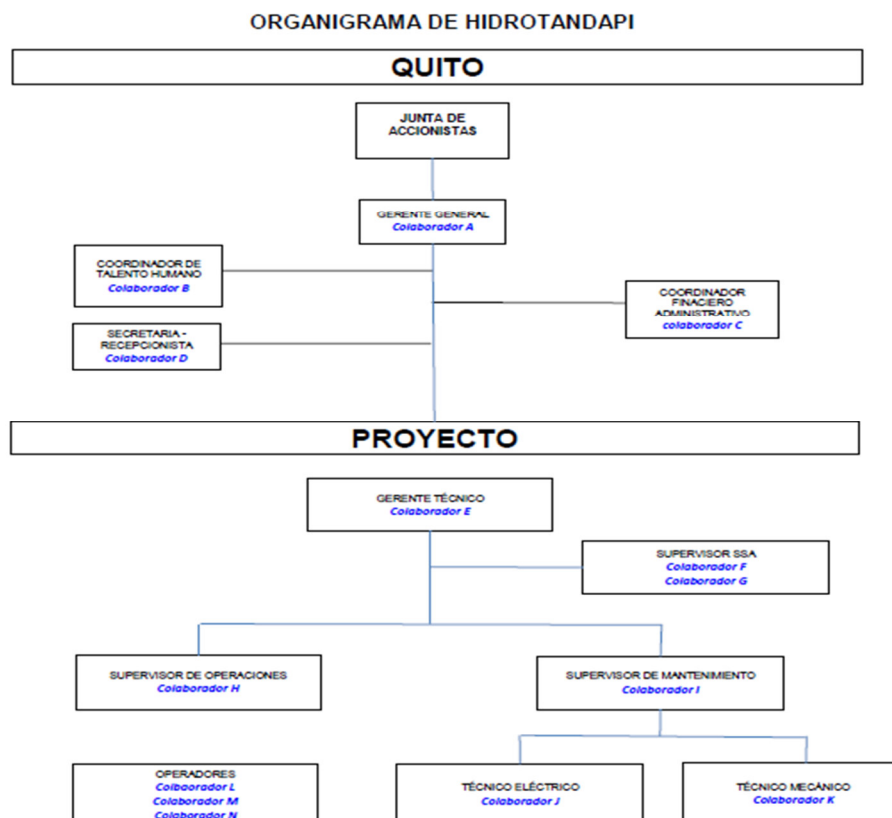 ORGANIGRAMA DE HIDROTANDAPI
QUITO
JUNTA DE
ACCIONISTAS
GERENTE GENERAL
Colaborador A
COORDINADOR DE
TALENTO HUMANO
Colaborador B
COORDINADOR
FINACIERO
ADMINISTRATIVO
colaborador C
SECRETARIA -
RECEPCIONISTA
Colaborador D
PROYECTO
GERENTE TÉCNICO
Colaborador E
SUPERVISOR SSA
Colaborador F
Colaborador G
SUPERVISOR DE OPERACIONES
Colaborador H
SUPERVISOR DE MANTENIMIENTO
Colaborador I
OPERADORES
Colbaorador L
Colaborador M
Colaborador N
TÉCNICO ELÉCTRICO
Colaborador J
TÉCNICO MECÁNICO
Colaborador K